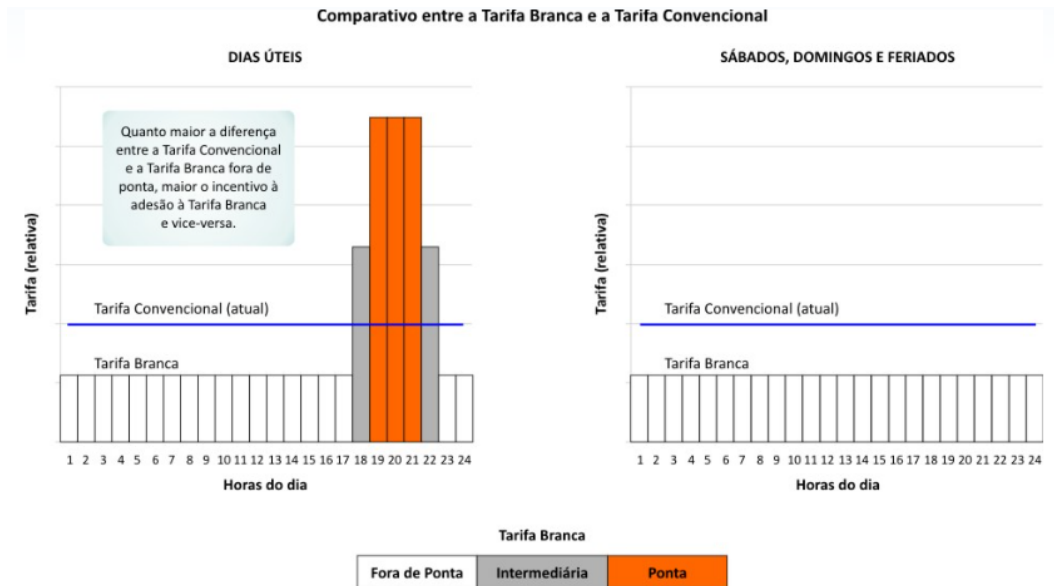 Comparativo entre a Tarifa Branca e a Tarifa Convencional
DIAS ÚTEIS
Quanto maior a diferença
entre a Tarifa Convencional
e a Tarifa Branca fora de
ponta, maior o incentivo à
adesão à Tarifa Branca
e vice-versa.
Tarifa (relativa)
Tarifa Convencional (atual)
Tarifa Branca
1 2 3 4 5 6 7 8 9 10 11 12 13 14 15 16 17 18 19 20 21 22 23 24
Horas do dia
SÁBADOS, DOMINGOS E FERIADOS
Tarifa (relativa)
Tarifa Convencional (atual)
Tarifa Branca
1 2 3 4 5 6 7 8 9 10 11 12 13 14 15 16 17 18 19 20 21 22 23 24
Horas do dia
Tarifa Branca
Fora de Ponta Intermediária Ponta